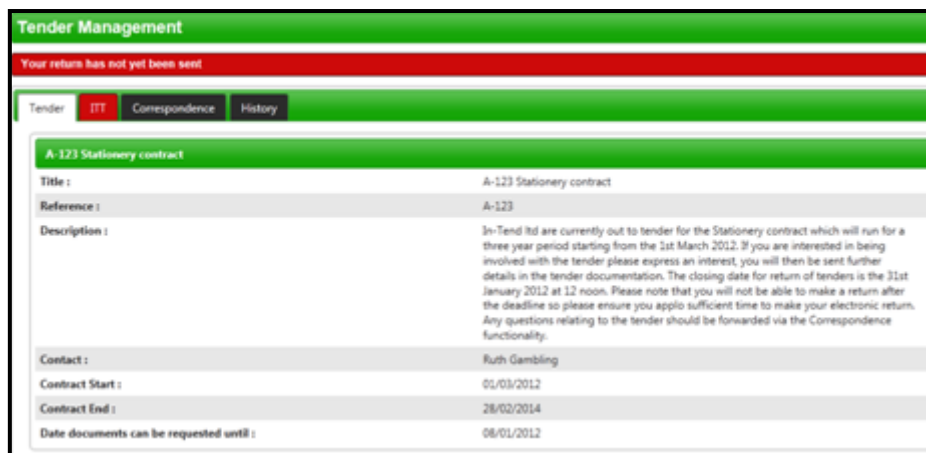 Tender Management
Your return has not yet been sent
Tender ITT Correspondence History
A-123 Stationery contract
Title : A-123 Stationery contract
Reference : A-123
Description : In-Tend ltd are currently out to tender for the Stationery contract which will run for a
three year period starting from the 1st March 2012. If you are interested in being
involved with the tender please express an interest, you will then be sent further
details in the tender documentation. The closing date for return of tenders is the 31st
January 2012 at 12 noon. Please note that you will not be able to make a return after
the deadline so please ensure you applo sufficient time to make your electronic return.
Any questions relating to the tender should be forwarded via the Correspondence
functionality.
Contact : Ruth Gambling
Contract Start : 01/03/2012
Contract End : 28/02/2014
Date documents can be requested until : 08/01/2012